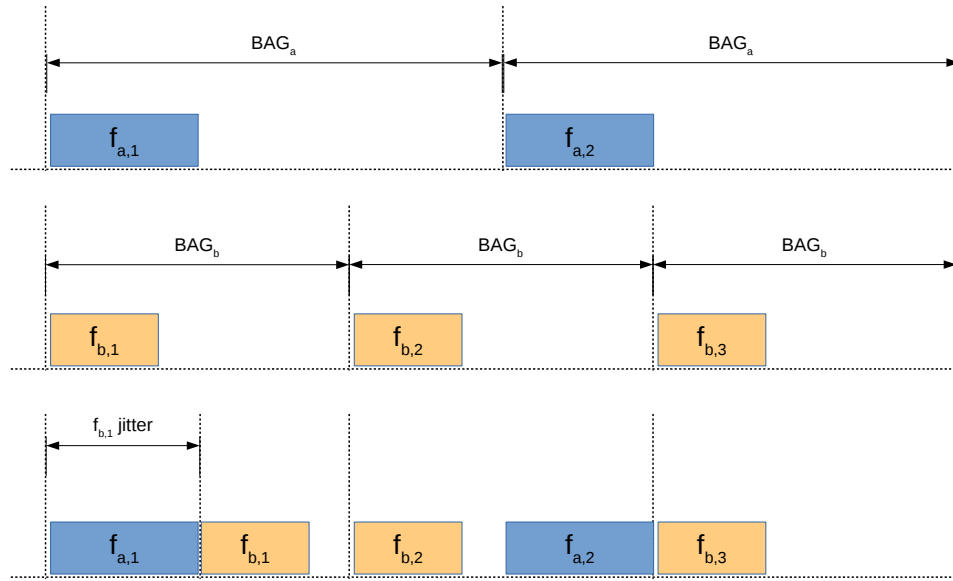 BAGa BAGa
fa,1 fa,2
BAGb BAGb BAGb
fb,1 fb,2 fb,3
fb,1 jitter
fa,1 fb,1 fb,2 fa,2 fb,3